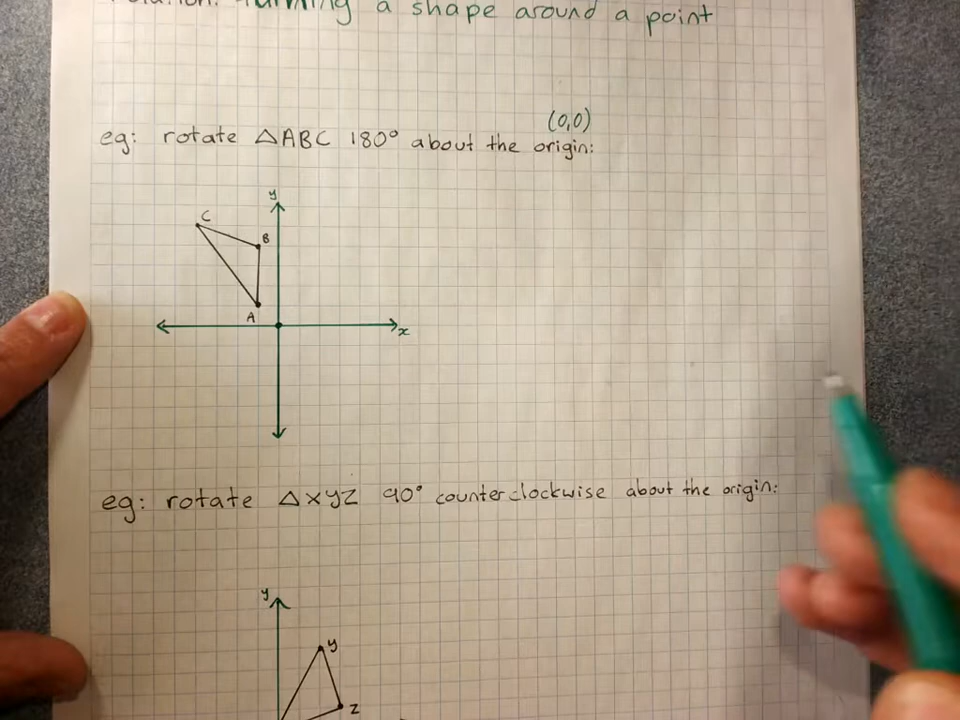 turning a shape around a point
(0,0)
eg: rotate △ABC 180° about the origin:
y
C
B
A
x
eg: rotate △XYZ 90° counterclockwise about the origin:
y
y
z